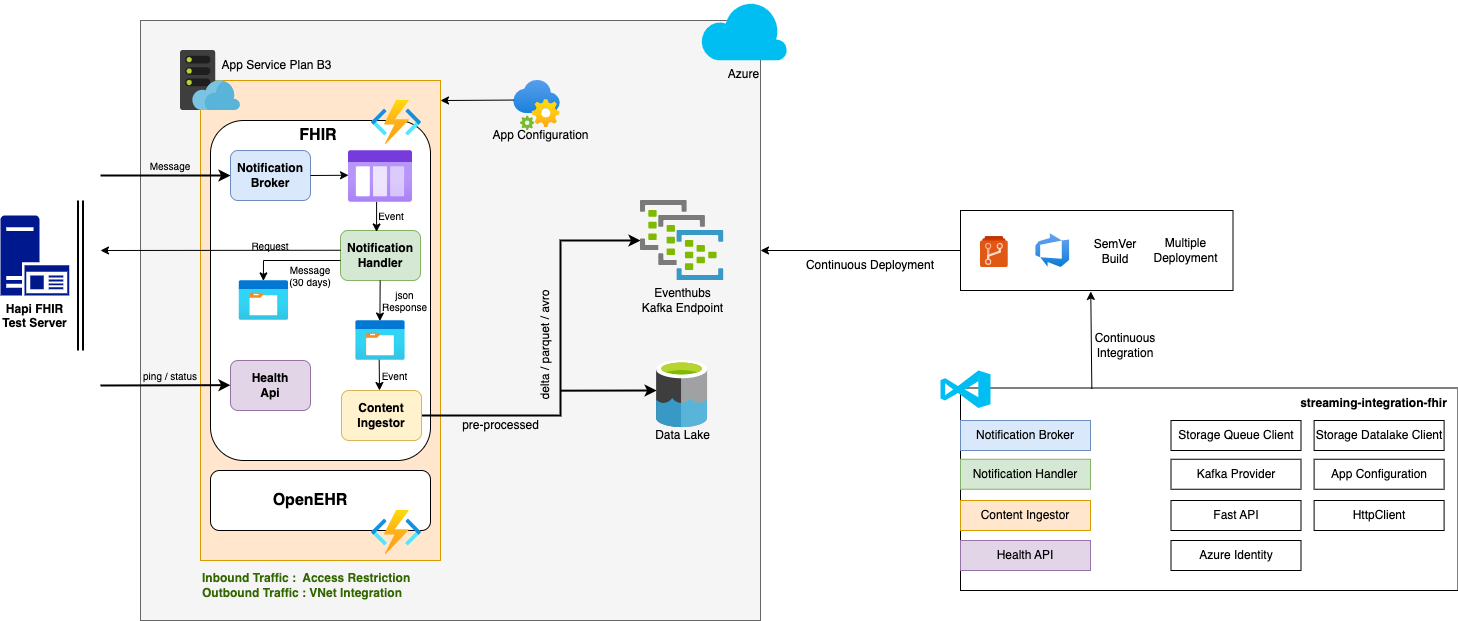 App Service Plan B3
Azure
App Configuration
FHIR
Message
Notification
Broker
Event
Request
Notification
Handler
Message
(30 days)
json
Response
Hapi FHIR
Test Server
ping / status
Health
Api
Event
Content
Ingestor
pre-processed
delta / parquet / avro
Eventhubs
Kafka Endpoint
Data Lake
OpenEHR
Inbound Traffic : Access Restriction
Outbound Traffic : VNet Integration
Continuous Deployment
SemVer
Build
Multiple
Deployment
Continuous
Integration
streaming-integration-fhir
Notification Broker
Storage Queue Client
Storage Datalake Client
Notification Handler
Kafka Provider
App Configuration
Content Ingestor
Fast API
HttpClient
Health API
Azure Identity